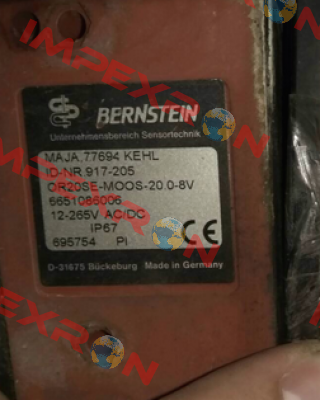 BERNSTEIN
Unternehmensbereich Sensortechnik
MAJA, 77694 KEHL
ID-NR 917-205
OR20SE-MOOS-20.0-8V
6651086006
12-265V AC/DC
IP67
695754 PI
CE
D-31675 Bückeburg Made in Germany
IMPEXRON
IMPEXRON
IMPEXRON